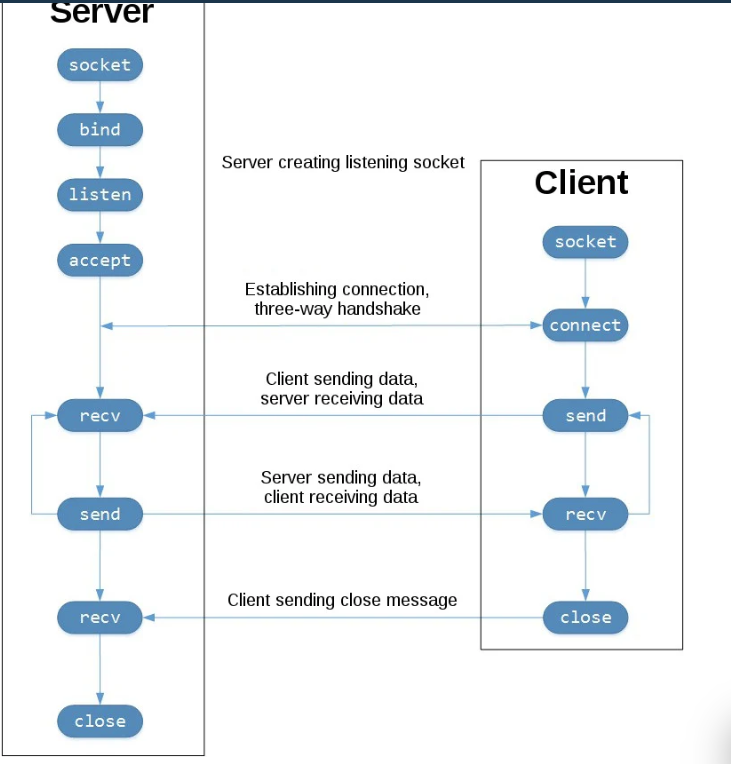 Server
socket
bind
listen
Server creating listening socket
Client
accept
socket
Establishing connection,
three-way handshake
connect
Client sending data,
server receiving data
recv
send
Server sending data,
client receiving data
send
recv
Client sending close message
recv
close
close